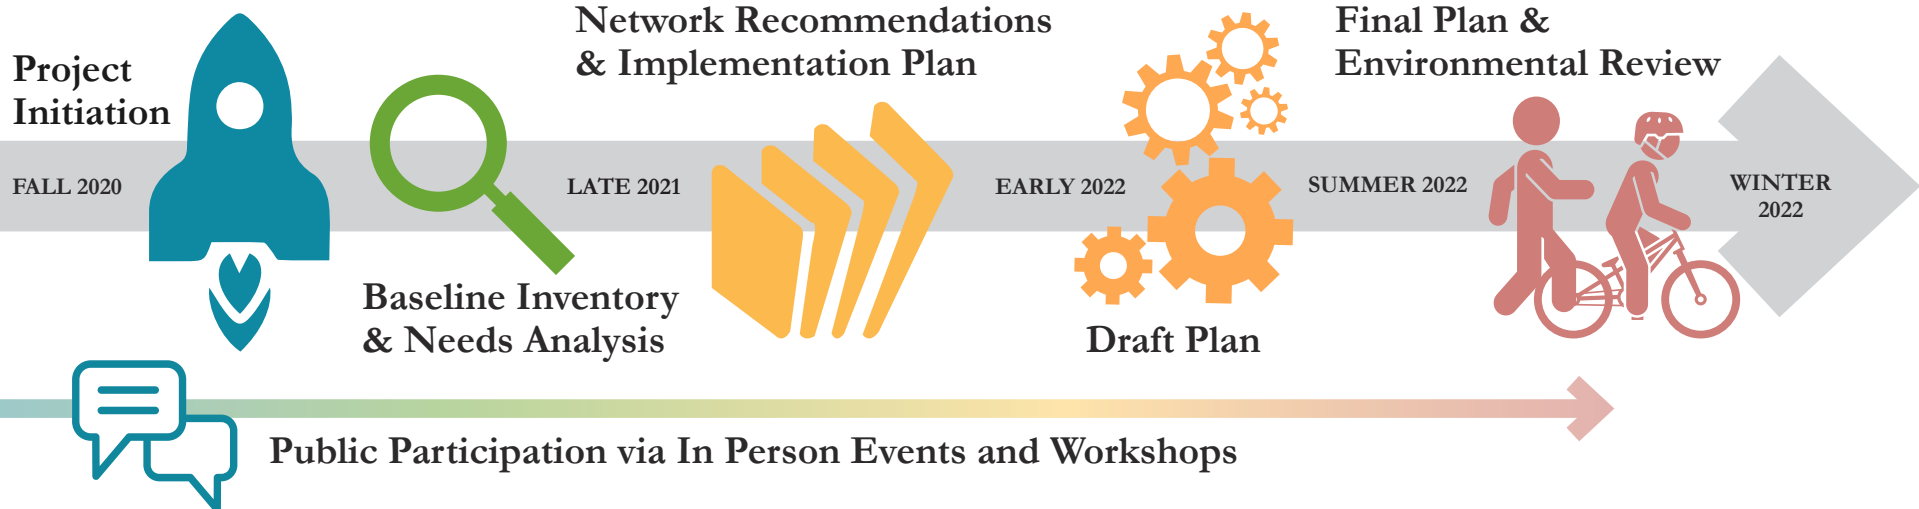 Project
Initiation
FALL 2020
Baseline Inventory
& Needs Analysis
LATE 2021
Network Recommendations
& Implementation Plan
EARLY 2022
Draft Plan
SUMMER 2022
Final Plan &
Environmental Review
WINTER
2022
Public Participation via In Person Events and Workshops